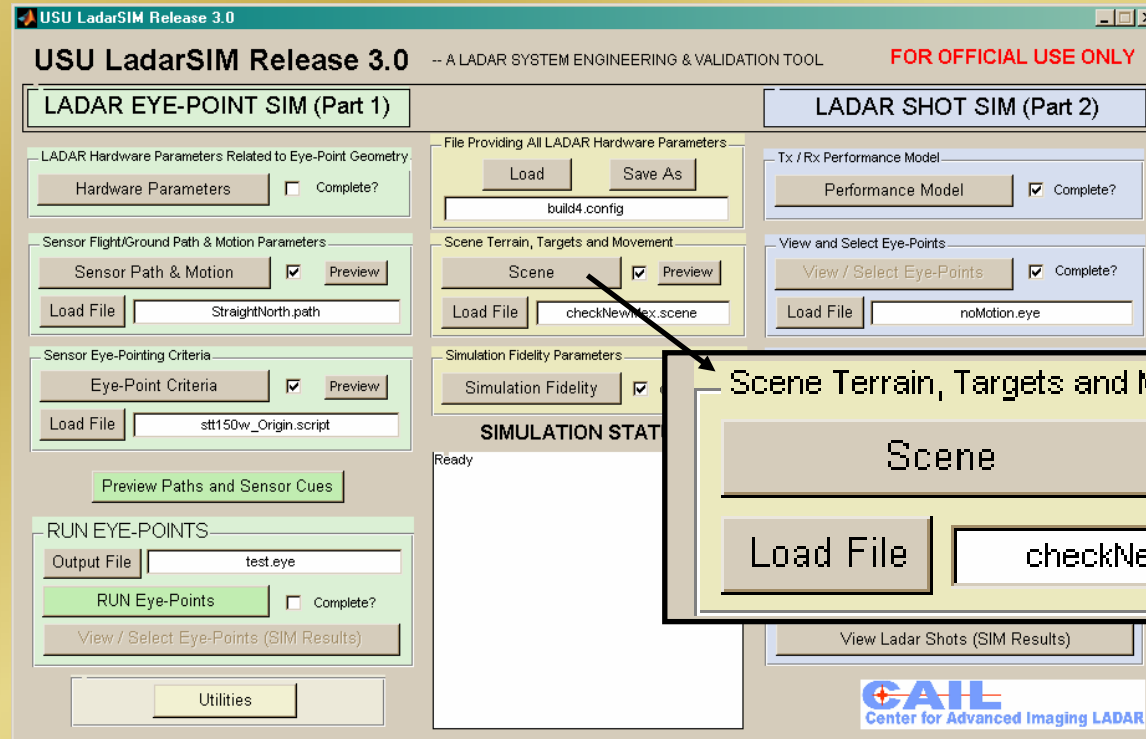 USU LadarSIM Release 3.0
USU LadarSIM Release 3.0 -- A LADAR SYSTEM ENGINEERING & VALIDATION TOOL FOR OFFICIAL USE ONLY
LADAR EYE-POINT SIM (Part 1)
LADAR Hardware Parameters Related to Eye-Point Geometry
Hardware Parameters Complete?
Sensor Flight/Ground Path & Motion Parameters
Sensor Path & Motion Preview
Load File StraightNorth.path
Sensor Eye-Pointing Criteria
Eye-Point Criteria Preview
Load File stt150w_Origin.script
Preview Paths and Sensor Cues
RUN EYE-POINTS
Output File test.eye
RUN Eye-Points Complete?
View / Select Eye-Points (SIM Results)
Utilities
File Providing All LADAR Hardware Parameters
Load Save As
build4.config
Scene Terrain, Targets and Movement
Scene Preview
Load File checkNewMex.scene
Simulation Fidelity Parameters
Simulation Fidelity
SIMULATION
Ready
LADAR SHOT SIM (Part 2)
Tx / Rx Performance Model
Performance Model Complete?
View and Select Eye-Points
View / Select Eye-Points Complete?
Load File noMotion.eye
Scene Terrain, Targets and
Scene
Load File checkNe
View Ladar Shots (SIM Results)
CAIL
Center for Advanced Imaging LADAR